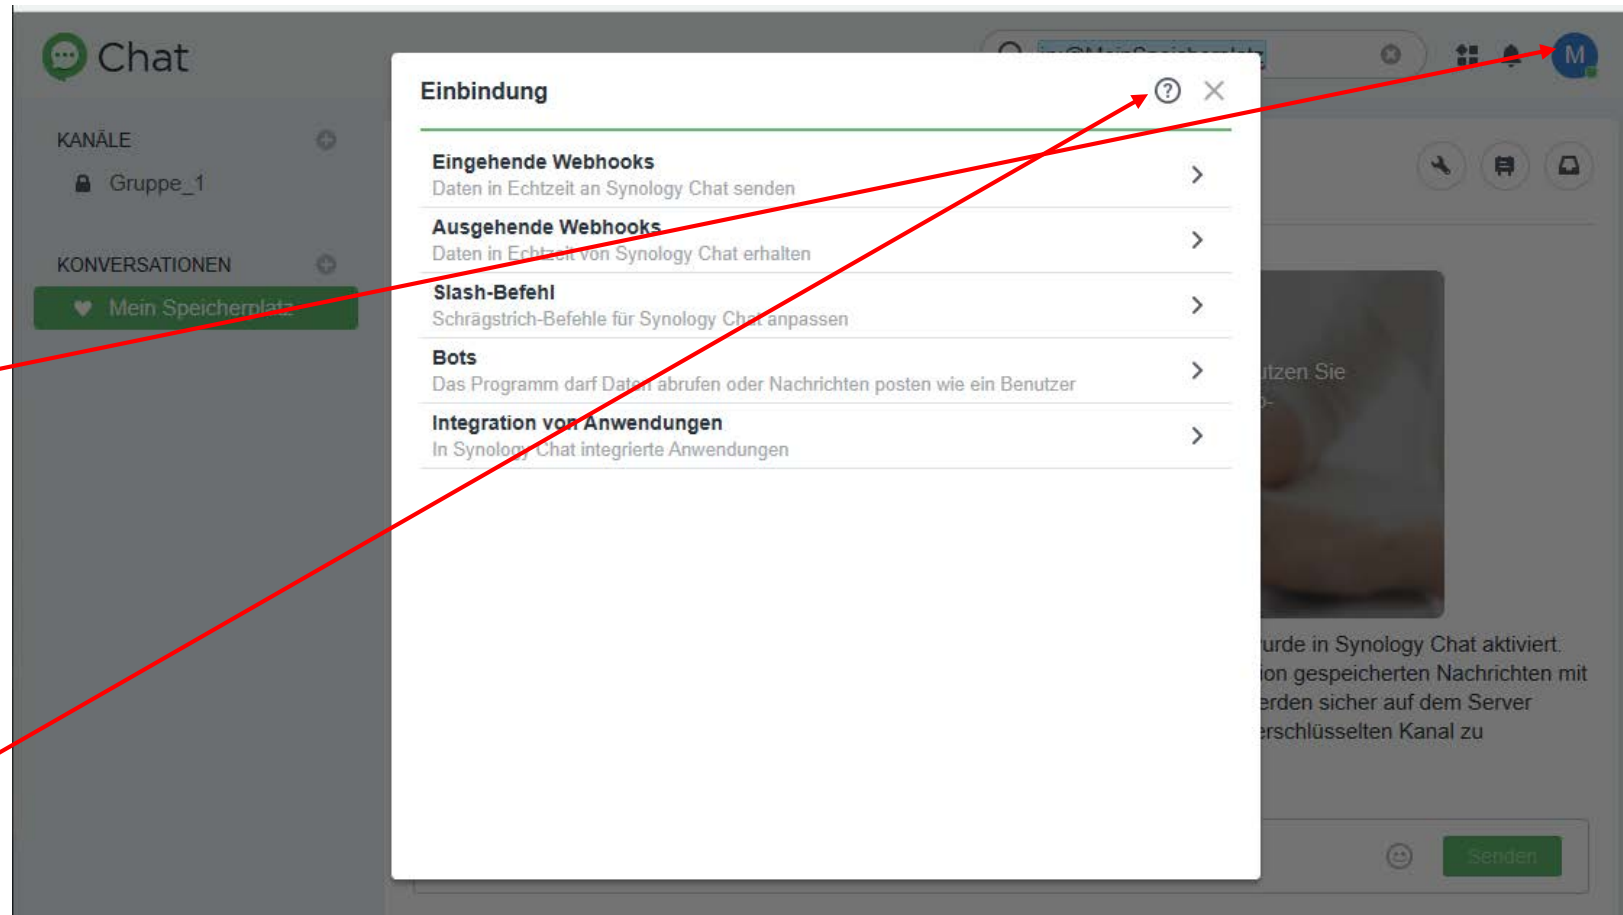 Chat
in:@MeinSpeicherplatz
M
KANÄLE
Gruppe_1
KONVERSATIONEN
Mein Speicherplatz
Einbindung
Eingehende Webhooks
Daten in Echtzeit an Synology Chat senden
Ausgehende Webhooks
Daten in Echtzeit von Synology Chat erhalten
Slash-Befehl
Schrägstrich-Befehle für Synology Chat anpassen
Bots
Das Programm darf Daten abrufen oder Nachrichten posten wie ein Benutzer
Integration von Anwendungen
In Synology Chat integrierte Anwendungen
utzen Sie
urde in Synology Chat aktiviert.
ion gespeicherten Nachrichten mit
erden sicher auf dem Server
erschlüsselten Kanal zu
Senden